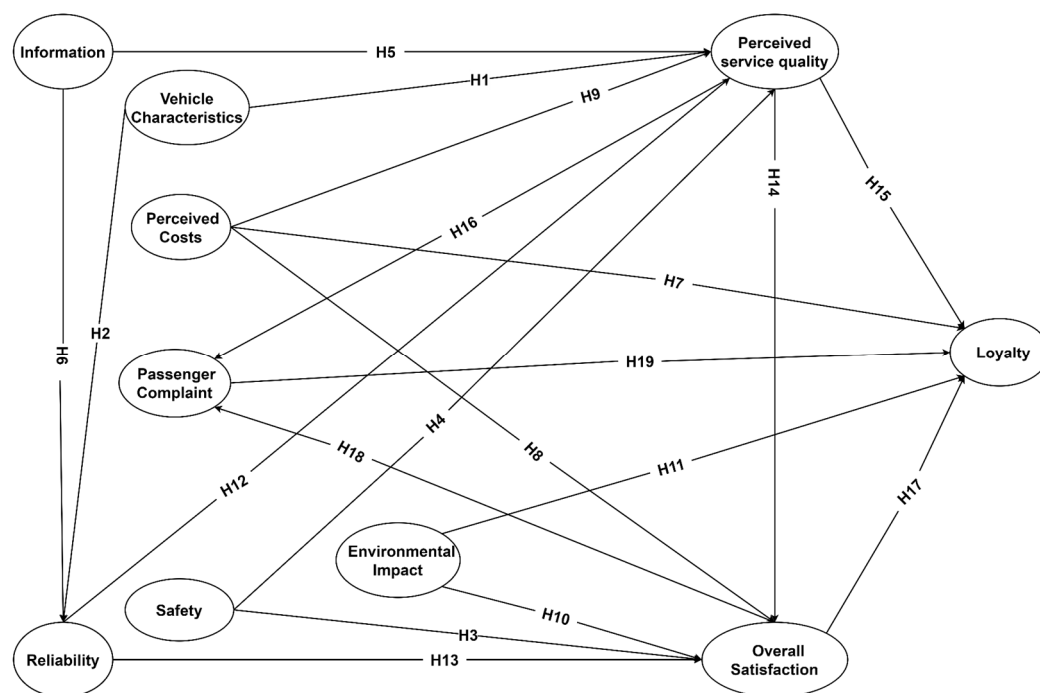 Information
H5
Perceived
service quality
Vehicle
Characteristics
H1
H9
Perceived
Costs
H16
H14
H15
H7
H2
H6
Passenger
Complaint
H19
Loyalty
H4
H18
H8
H12
H11
H17
Environmental
Impact
H10
Safety
H3
Reliability
H13
Overall
Satisfaction